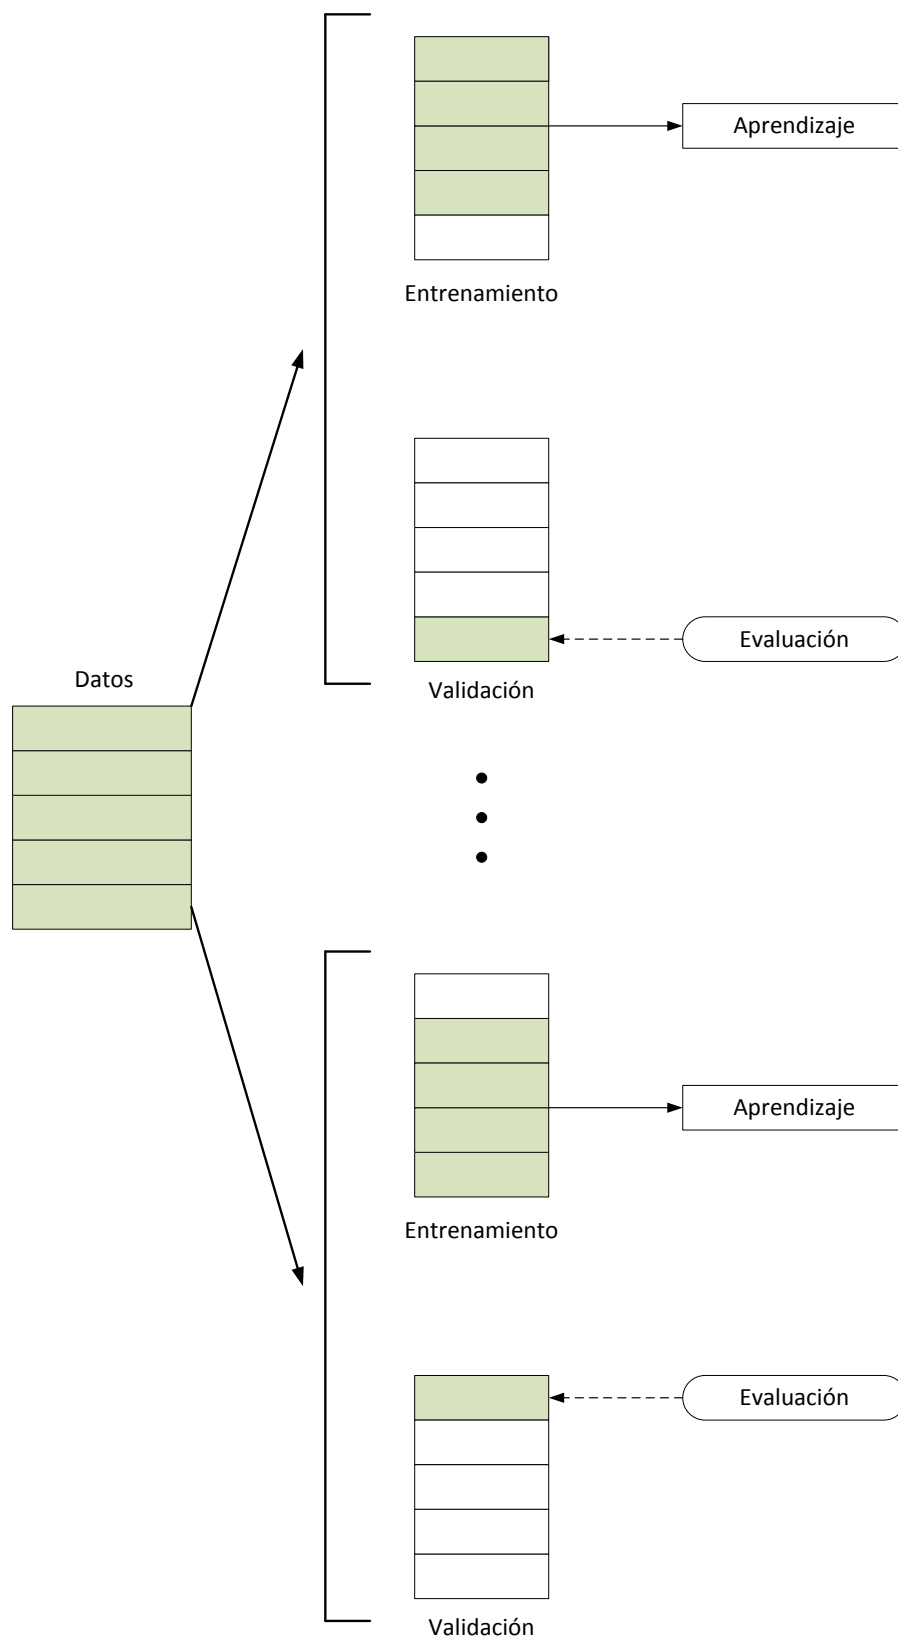 Aprendizaje
Entrenamiento
Evaluación
Datos
Validación
Aprendizaje
Entrenamiento
Evaluación
Validación